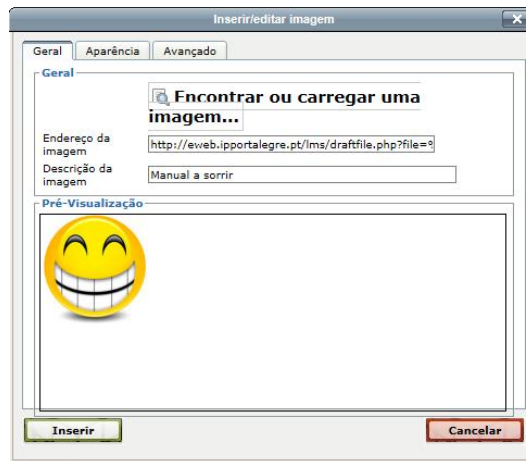 Inserir/editar imagem
Geral Aparência Avançado
Geral
Encontrar ou carregar uma
imagem...
Endereço da
imagem
http://eweb.ipportalegre.pt/lms/draftfile.php?file=%
Descrição da
imagem
Manual a sorrir
Pré-Visualização
Inserir Cancelar